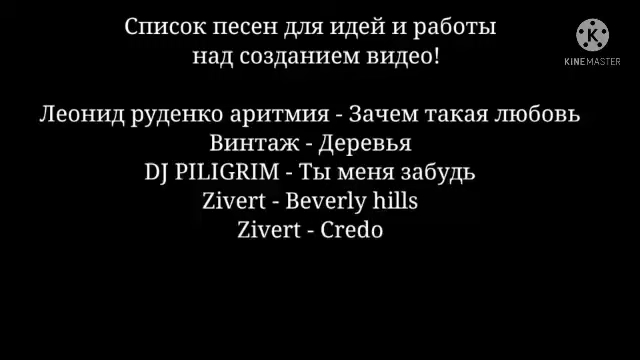 Список песен для идей и работы
над созданием видео!
Леонид руденко аритмия - Зачем такая любовь
Винтаж - Деревья
DJ PILIGRIM - Ты меня забудь
Zivert - Beverly hills
Zivert - Credo
K
KINEMASTER